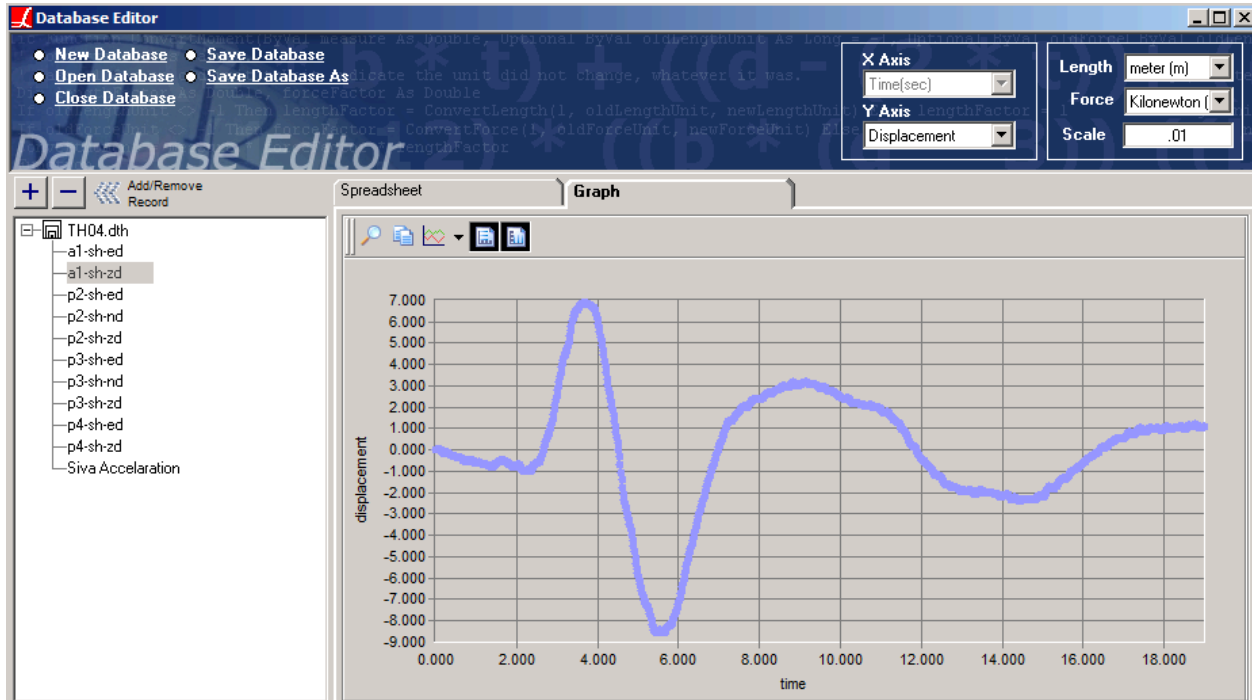 Database Editor
New Database
Save Database
Open Database
Save Database As
Close Database
Database Editor
X Axis
Time(sec)
Y Axis
Displacement
Length
meter (m)
Force
Kilonewton (
Scale
.01
+
−
Add/Remove
Record
TH04.dth
a1-sh-ed
a1-sh-zd
p2-sh-ed
p2-sh-nd
p2-sh-zd
p3-sh-ed
p3-sh-nd
p3-sh-zd
p4-sh-ed
p4-sh-zd
Siva Accelaration
Spreadsheet
Graph
7.000
6.000
5.000
4.000
3.000
2.000
1.000
0.000
-1.000
-2.000
-3.000
-4.000
-5.000
-6.000
-7.000
-8.000
-9.000
displacement
0.000 2.000 4.000 6.000 8.000 10.000 12.000 14.000 16.000 18.000
time